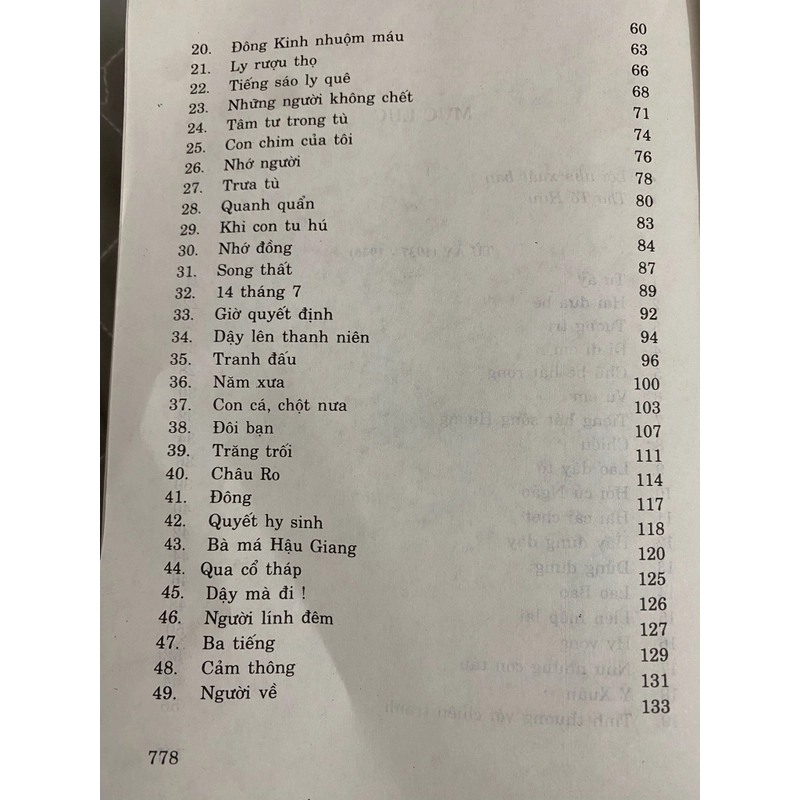 20. Đông Kinh nhuộm máu 60
21. Ly rượu thọ 63
22. Tiếng sáo ly quê 66
23. Những người không chết 68
24. Tâm tư trong tù 71
25. Con chim của tôi 74
26. Nhớ người 76
27. Trưa tù 78
28. Quanh quẩn 80
29. Khi con tu hú 83
30. Nhớ đồng 84
31. Song thất 87
32. 14 tháng 7 89
33. Giờ quyết định 92
34. Dậy lên thanh niên 94
35. Tranh đấu 96
36. Năm xưa 100
37. Con cá, chột nưa 103
38. Đôi bạn 107
39. Trăng trối 111
40. Châu Ro 114
41. Đông 117
42. Quyết hy sinh 118
43. Bà má Hậu Giang 120
44. Qua cổ tháp 125
45. Dậy mà đi ! 126
46. Người lính đêm 127
47. Ba tiếng 129
48. Cảm thông 131
49. Người về 133
778